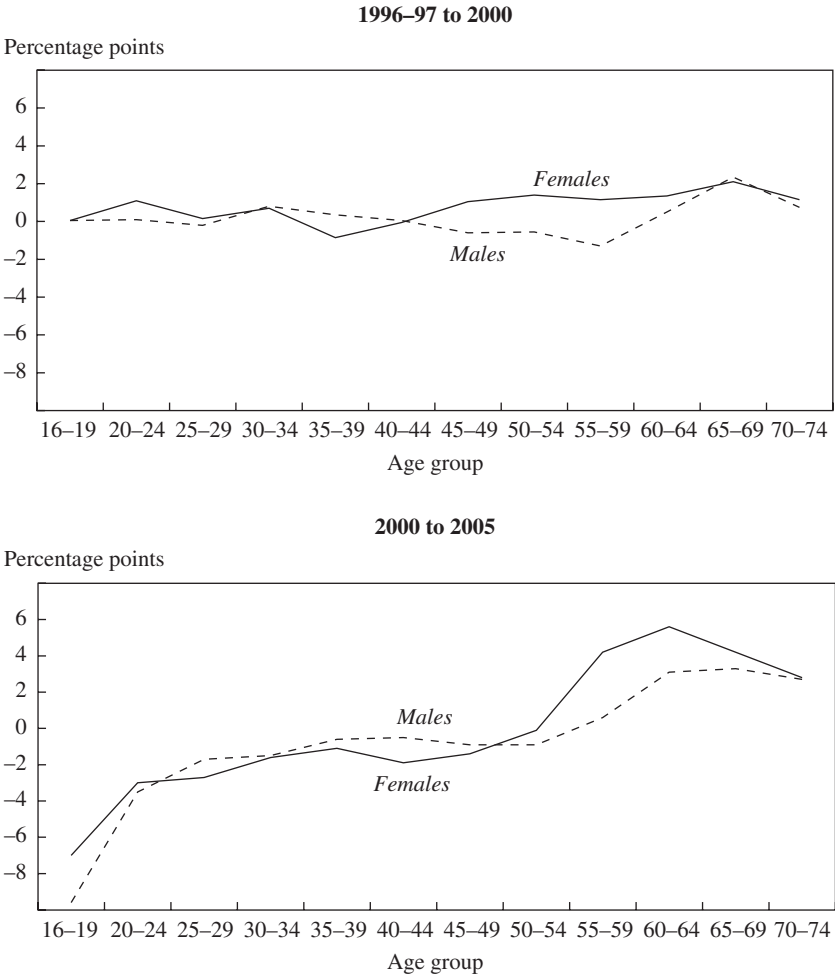 1996–97 to 2000
Percentage points
6
4
2
0
–2
–4
–6
–8
Females
Males
16–19 20–24 25–29 30–34 35–39 40–44 45–49 50–54 55–59 60–64 65–69 70–74
Age group
2000 to 2005
Percentage points
6
4
2
0
–2
–4
–6
–8
Males
Females
16–19 20–24 25–29 30–34 35–39 40–44 45–49 50–54 55–59 60–64 65–69 70–74
Age group